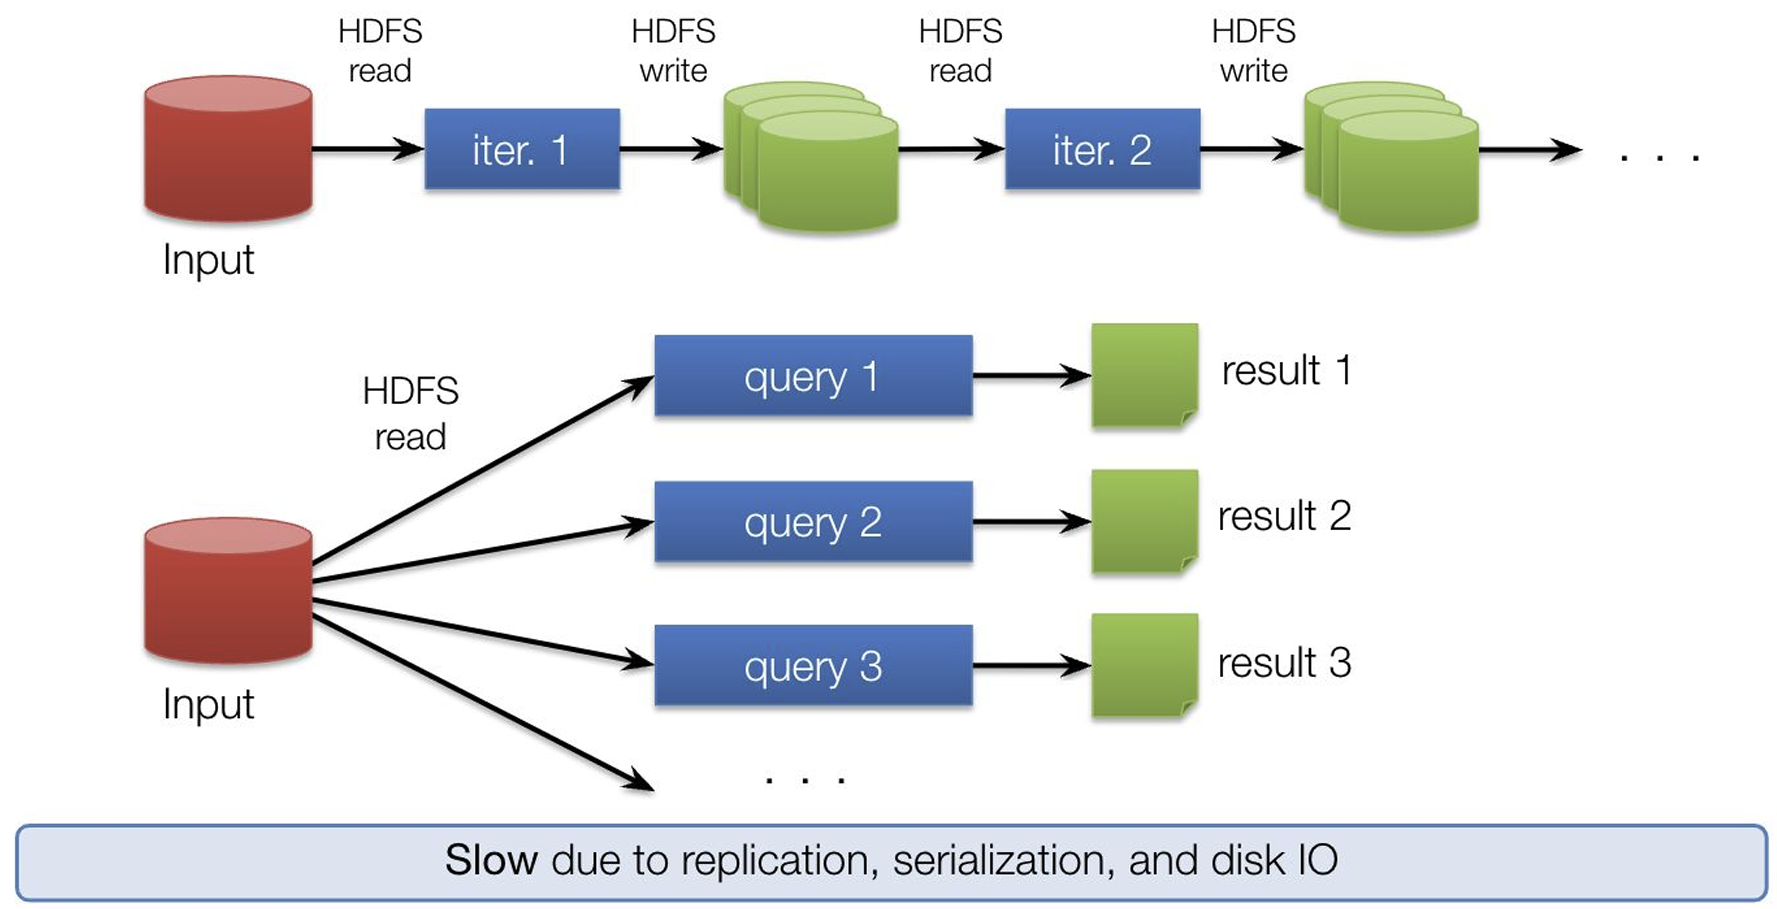 HDFS
read
HDFS
write
HDFS
read
HDFS
write
iter. 1
iter. 2
. . .
Input
HDFS
read
query 1
result 1
query 2
result 2
query 3
result 3
Input
. . .
Slow due to replication, serialization, and disk IO